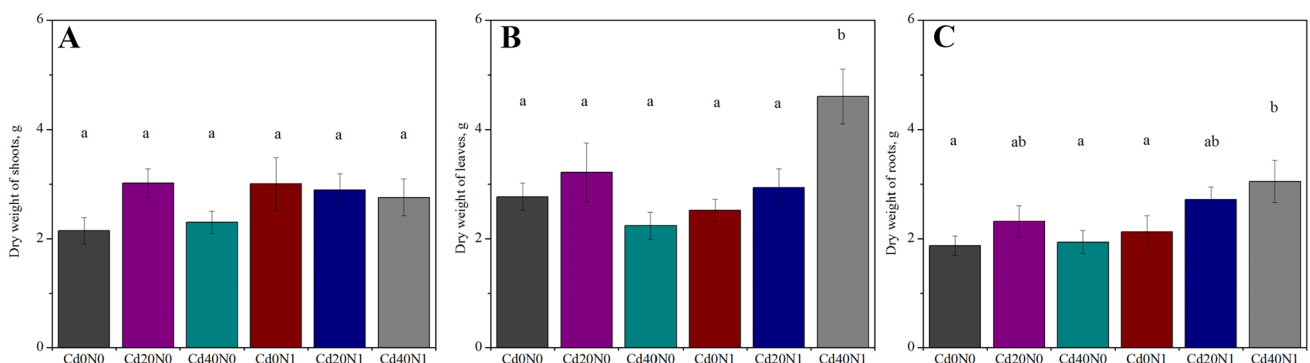 A
Dry weight of shoots, g
6
4
2
0
a a a a a a
Cd0N0 Cd20N0 Cd40N0 Cd0N1 Cd20N1 Cd40N1
B
Dry weight of leaves, g
6
4
2
0
a a a a a b
Cd0N0 Cd20N0 Cd40N0 Cd0N1 Cd20N1 Cd40N1
C
Dry weight of roots, g
6
4
2
0
a ab a a ab b
Cd0N0 Cd20N0 Cd40N0 Cd0N1 Cd20N1 Cd40N1